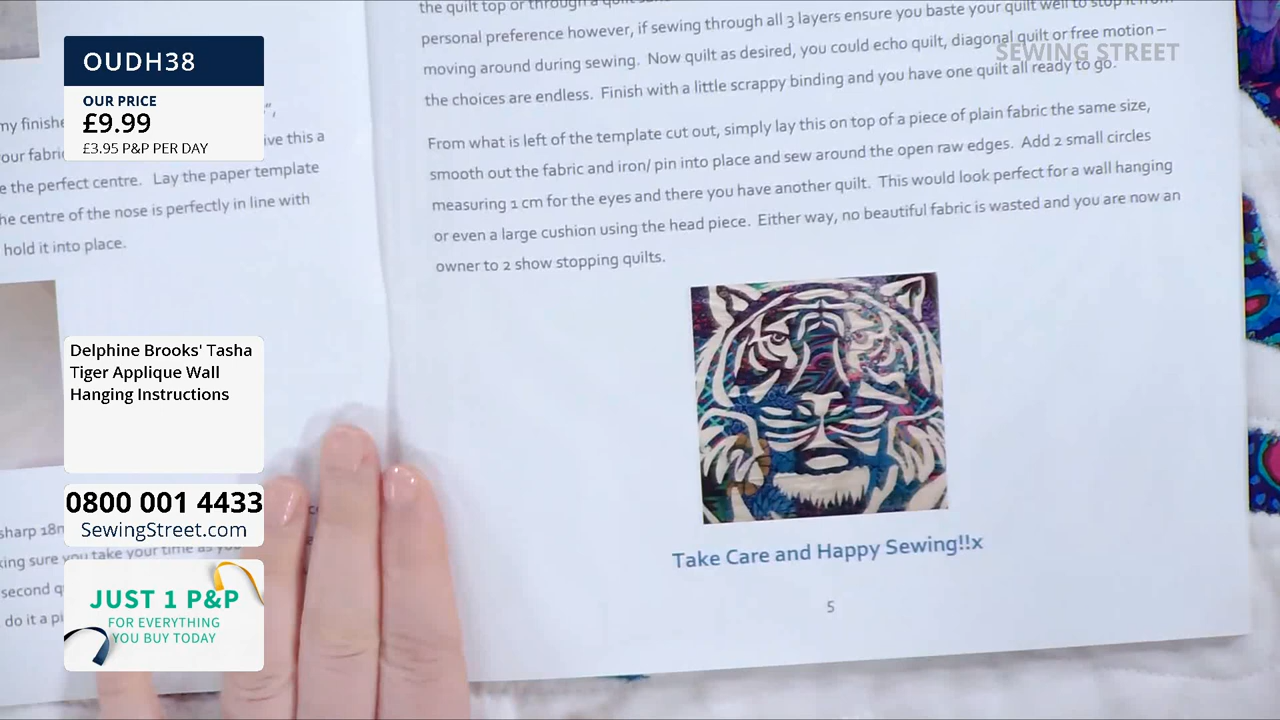 OUDH38
OUR PRICE
£9.99
£3.95 P&P PER DAY
Delphine Brooks' Tasha
Tiger Applique Wall
Hanging Instructions
0800 001 4433
SewingStreet.com
JUST 1 P&P
FOR EVERYTHING
YOU BUY TODAY
SEWING STREET
my finishe
our fabri
ive this a
e the perfect centre. Lay the paper template
he centre of the nose is perfectly in line with
hold it into place.
sharp 18
king sure you take your time as you
second q
do it a pi
the quilt top or through a
personal preference however, if sewing through all 3 layers ensure you baste your quilt well to stop it from
moving around during sewing. Now quilt as desired, you could echo quilt, diagonal quilt or free motion –
the choices are endless. Finish with a little scrappy binding and you have one quilt all ready to go.
From what is left of the template cut out, simply lay this on top of a piece of plain fabric the same size,
smooth out the fabric and iron/ pin into place and sew around the open raw edges. Add 2 small circles
measuring 1 cm for the eyes and there you have another quilt. This would look perfect for a wall hanging
or even a large cushion using the head piece. Either way, no beautiful fabric is wasted and you are now an
owner to 2 show stopping quilts.
Take Care and Happy Sewing!!x
5